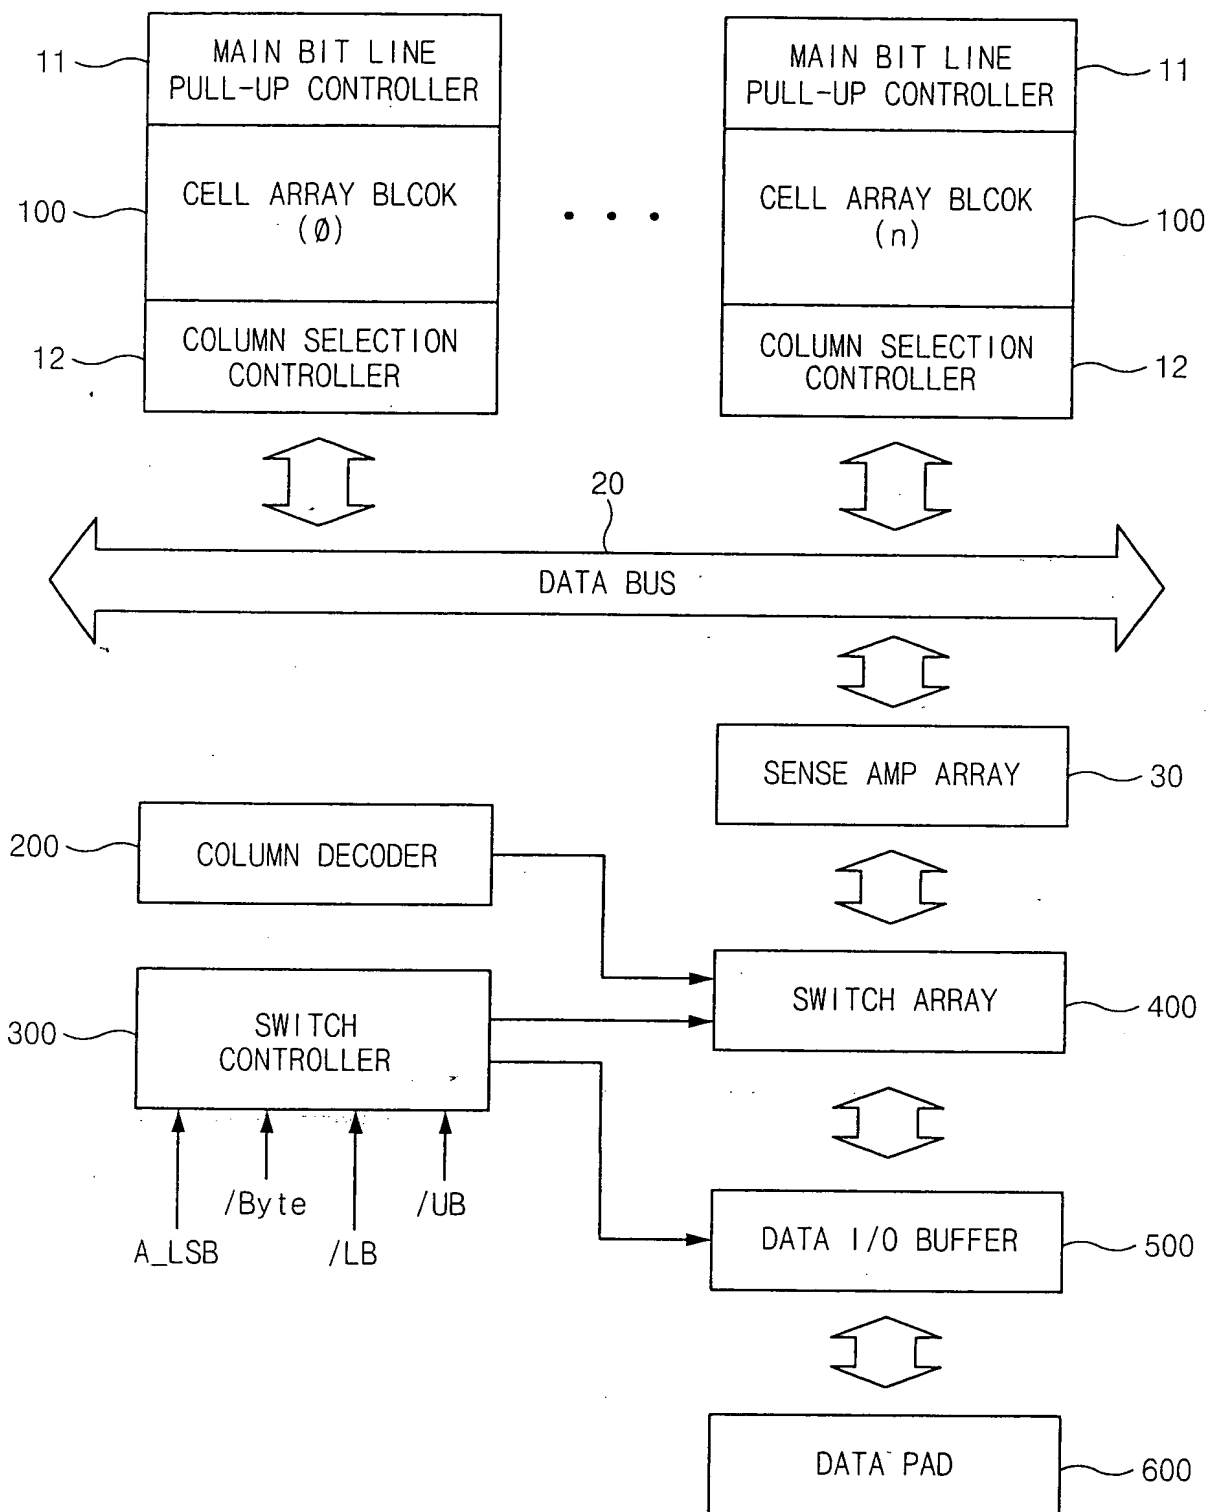 11
MAIN BIT LINE
PULL-UP CONTROLLER
MAIN BIT LINE
PULL-UP CONTROLLER
11
100
CELL ARRAY BLCOK
(Ø)
• • •
CELL ARRAY BLCOK
(n)
100
12
COLUMN SELECTION
CONTROLLER
COLUMN SELECTION
CONTROLLER
12
20
DATA BUS
SENSE AMP ARRAY
30
200
COLUMN DECODER
300
SWITCH
CONTROLLER
SWITCH ARRAY
400
A_LSB
/Byte
/LB
/UB
DATA I/O BUFFER
500
DATA PAD
600